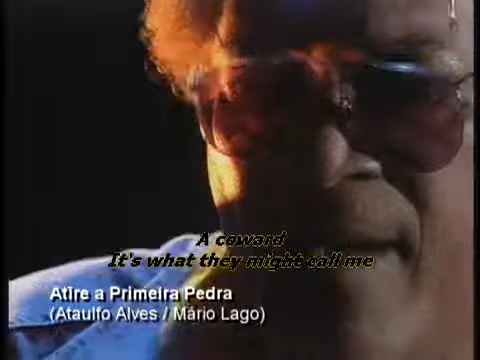 A coward
It's what they might call me
Atire a Primeira Pedra
(Ataulfo Alves / Mário Lago)